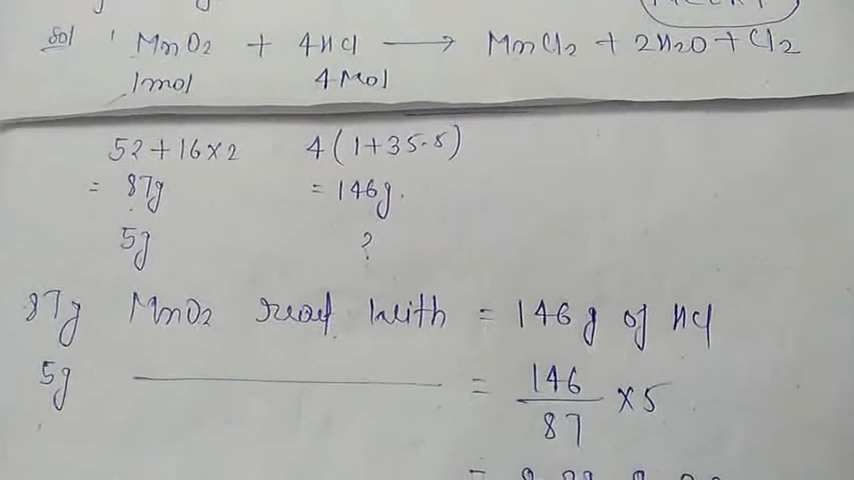 Sol MnO2 + 4HCl → MnCl2 + 2H2O + Cl2
1mol 4Mol
52+16×2 4(1+35.5)
= 87g = 146g.
5g ?
87g MnO2 react with = 146g of HCl
5g = 146/87 ×5